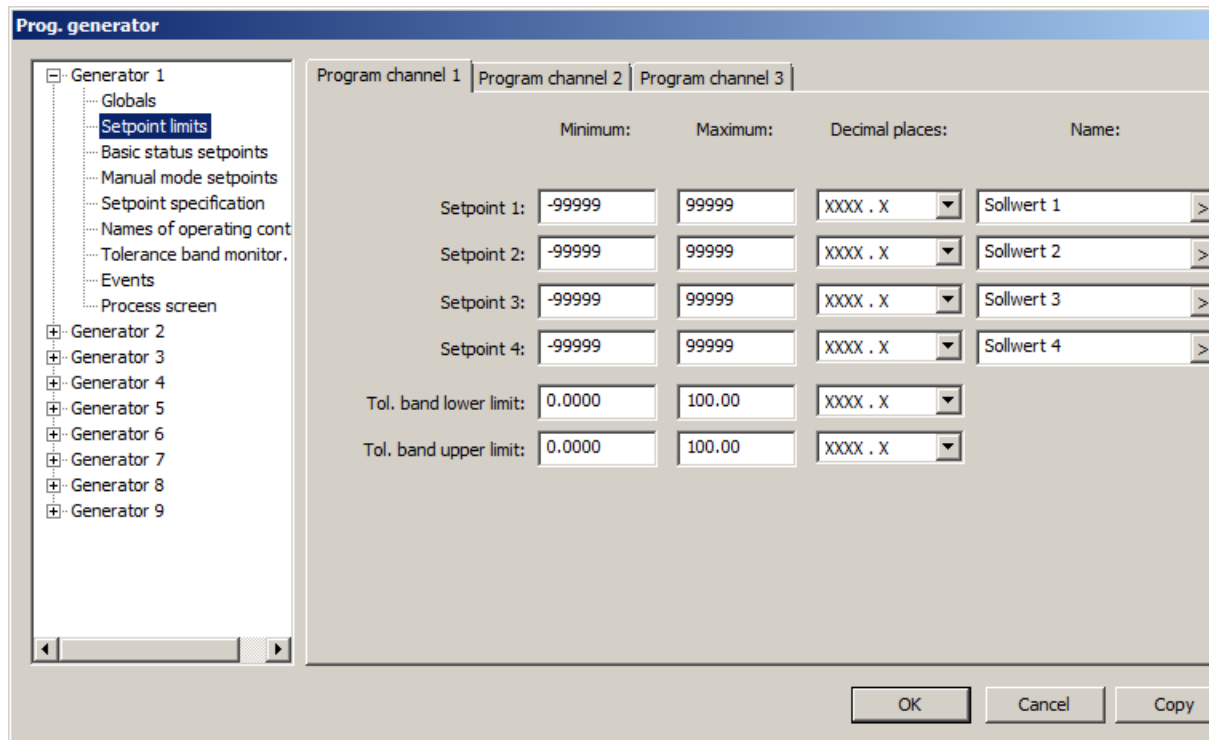 Prog. generator
Generator 1
Globals
Setpoint limits
Basic status setpoints
Manual mode setpoints
Setpoint specification
Names of operating cont
Tolerance band monitor.
Events
Process screen
Generator 2
Generator 3
Generator 4
Generator 5
Generator 6
Generator 7
Generator 8
Generator 9
Program channel 1 Program channel 2 Program channel 3
Minimum: Maximum: Decimal places: Name:
Setpoint 1: -99999 99999 XXXX . X Sollwert 1 >
Setpoint 2: -99999 99999 XXXX . X Sollwert 2 >
Setpoint 3: -99999 99999 XXXX . X Sollwert 3 >
Setpoint 4: -99999 99999 XXXX . X Sollwert 4 >
Tol. band lower limit: 0.0000 100.00 XXXX . X
Tol. band upper limit: 0.0000 100.00 XXXX . X
OK Cancel Copy